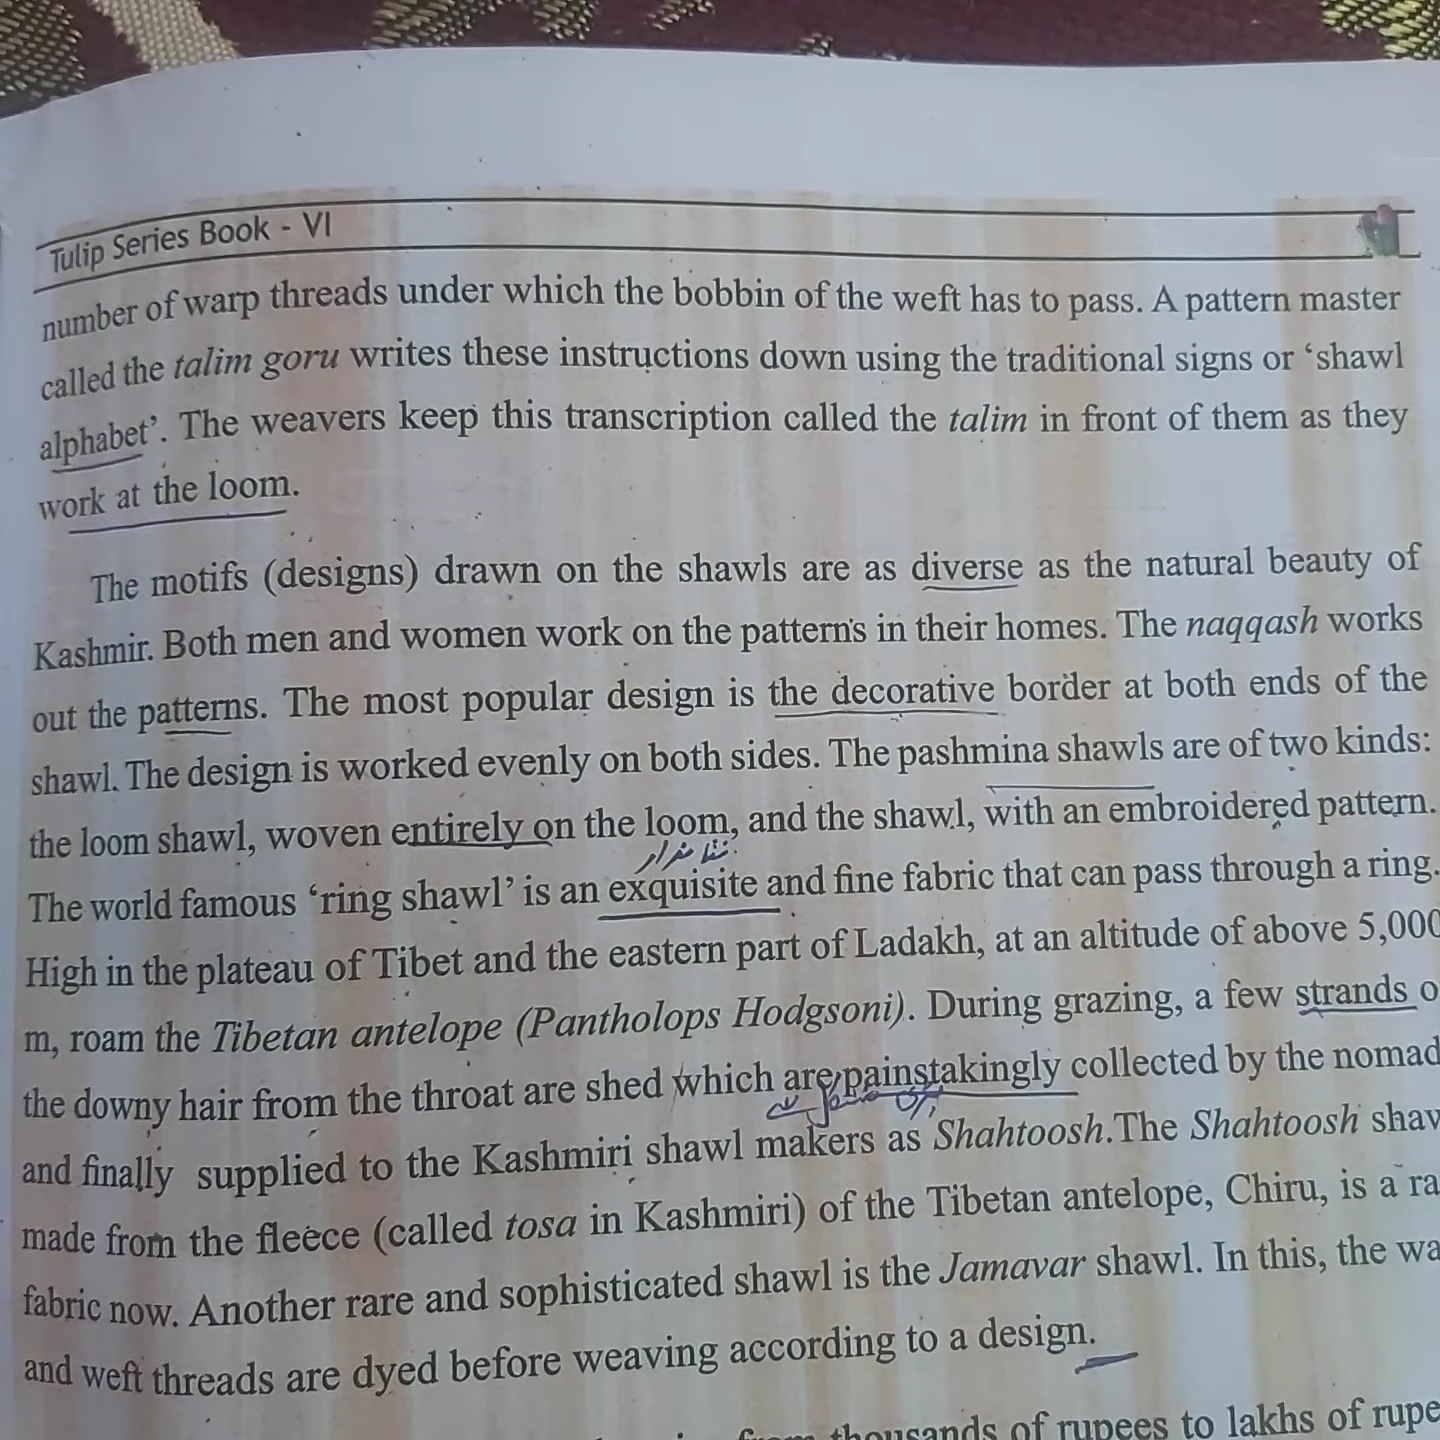 Tulip Series Book - VI
number of warp threads under which the bobbin of the weft has to pass. A pattern master
called the talim goru writes these instructions down using the traditional signs or ‘shawl
alphabet’. The weavers keep this transcription called the talim in front of them as they
work at the loom.
The motifs (designs) drawn on the shawls are as diverse as the natural beauty of
Kashmir. Both men and women work on the patterns in their homes. The naqqash works
out the patterns. The most popular design is the decorative border at both ends of the
shawl. The design is worked evenly on both sides. The pashmina shawls are of two kinds:
the loom shawl, woven entirely on the loom, and the shawl, with an embroidered pattern.
The world famous ‘ring shawl’ is an exquisite and fine fabric that can pass through a ring.
High in the plateau of Tibet and the eastern part of Ladakh, at an altitude of above 5,000
m, roam the Tibetan antelope (Pantholops Hodgsoni). During grazing, a few strands o
the downy hair from the throat are shed which are painstakingly collected by the nomad
and finally supplied to the Kashmiri shawl makers as Shahtoosh.The Shahtoosh shaw
made from the fleece (called tosa in Kashmiri) of the Tibetan antelope, Chiru, is a ra
fabric now. Another rare and sophisticated shawl is the Jamavar shawl. In this, the wa
and weft threads are dyed before weaving according to a design.
thousands of rupees to lakhs of rupe